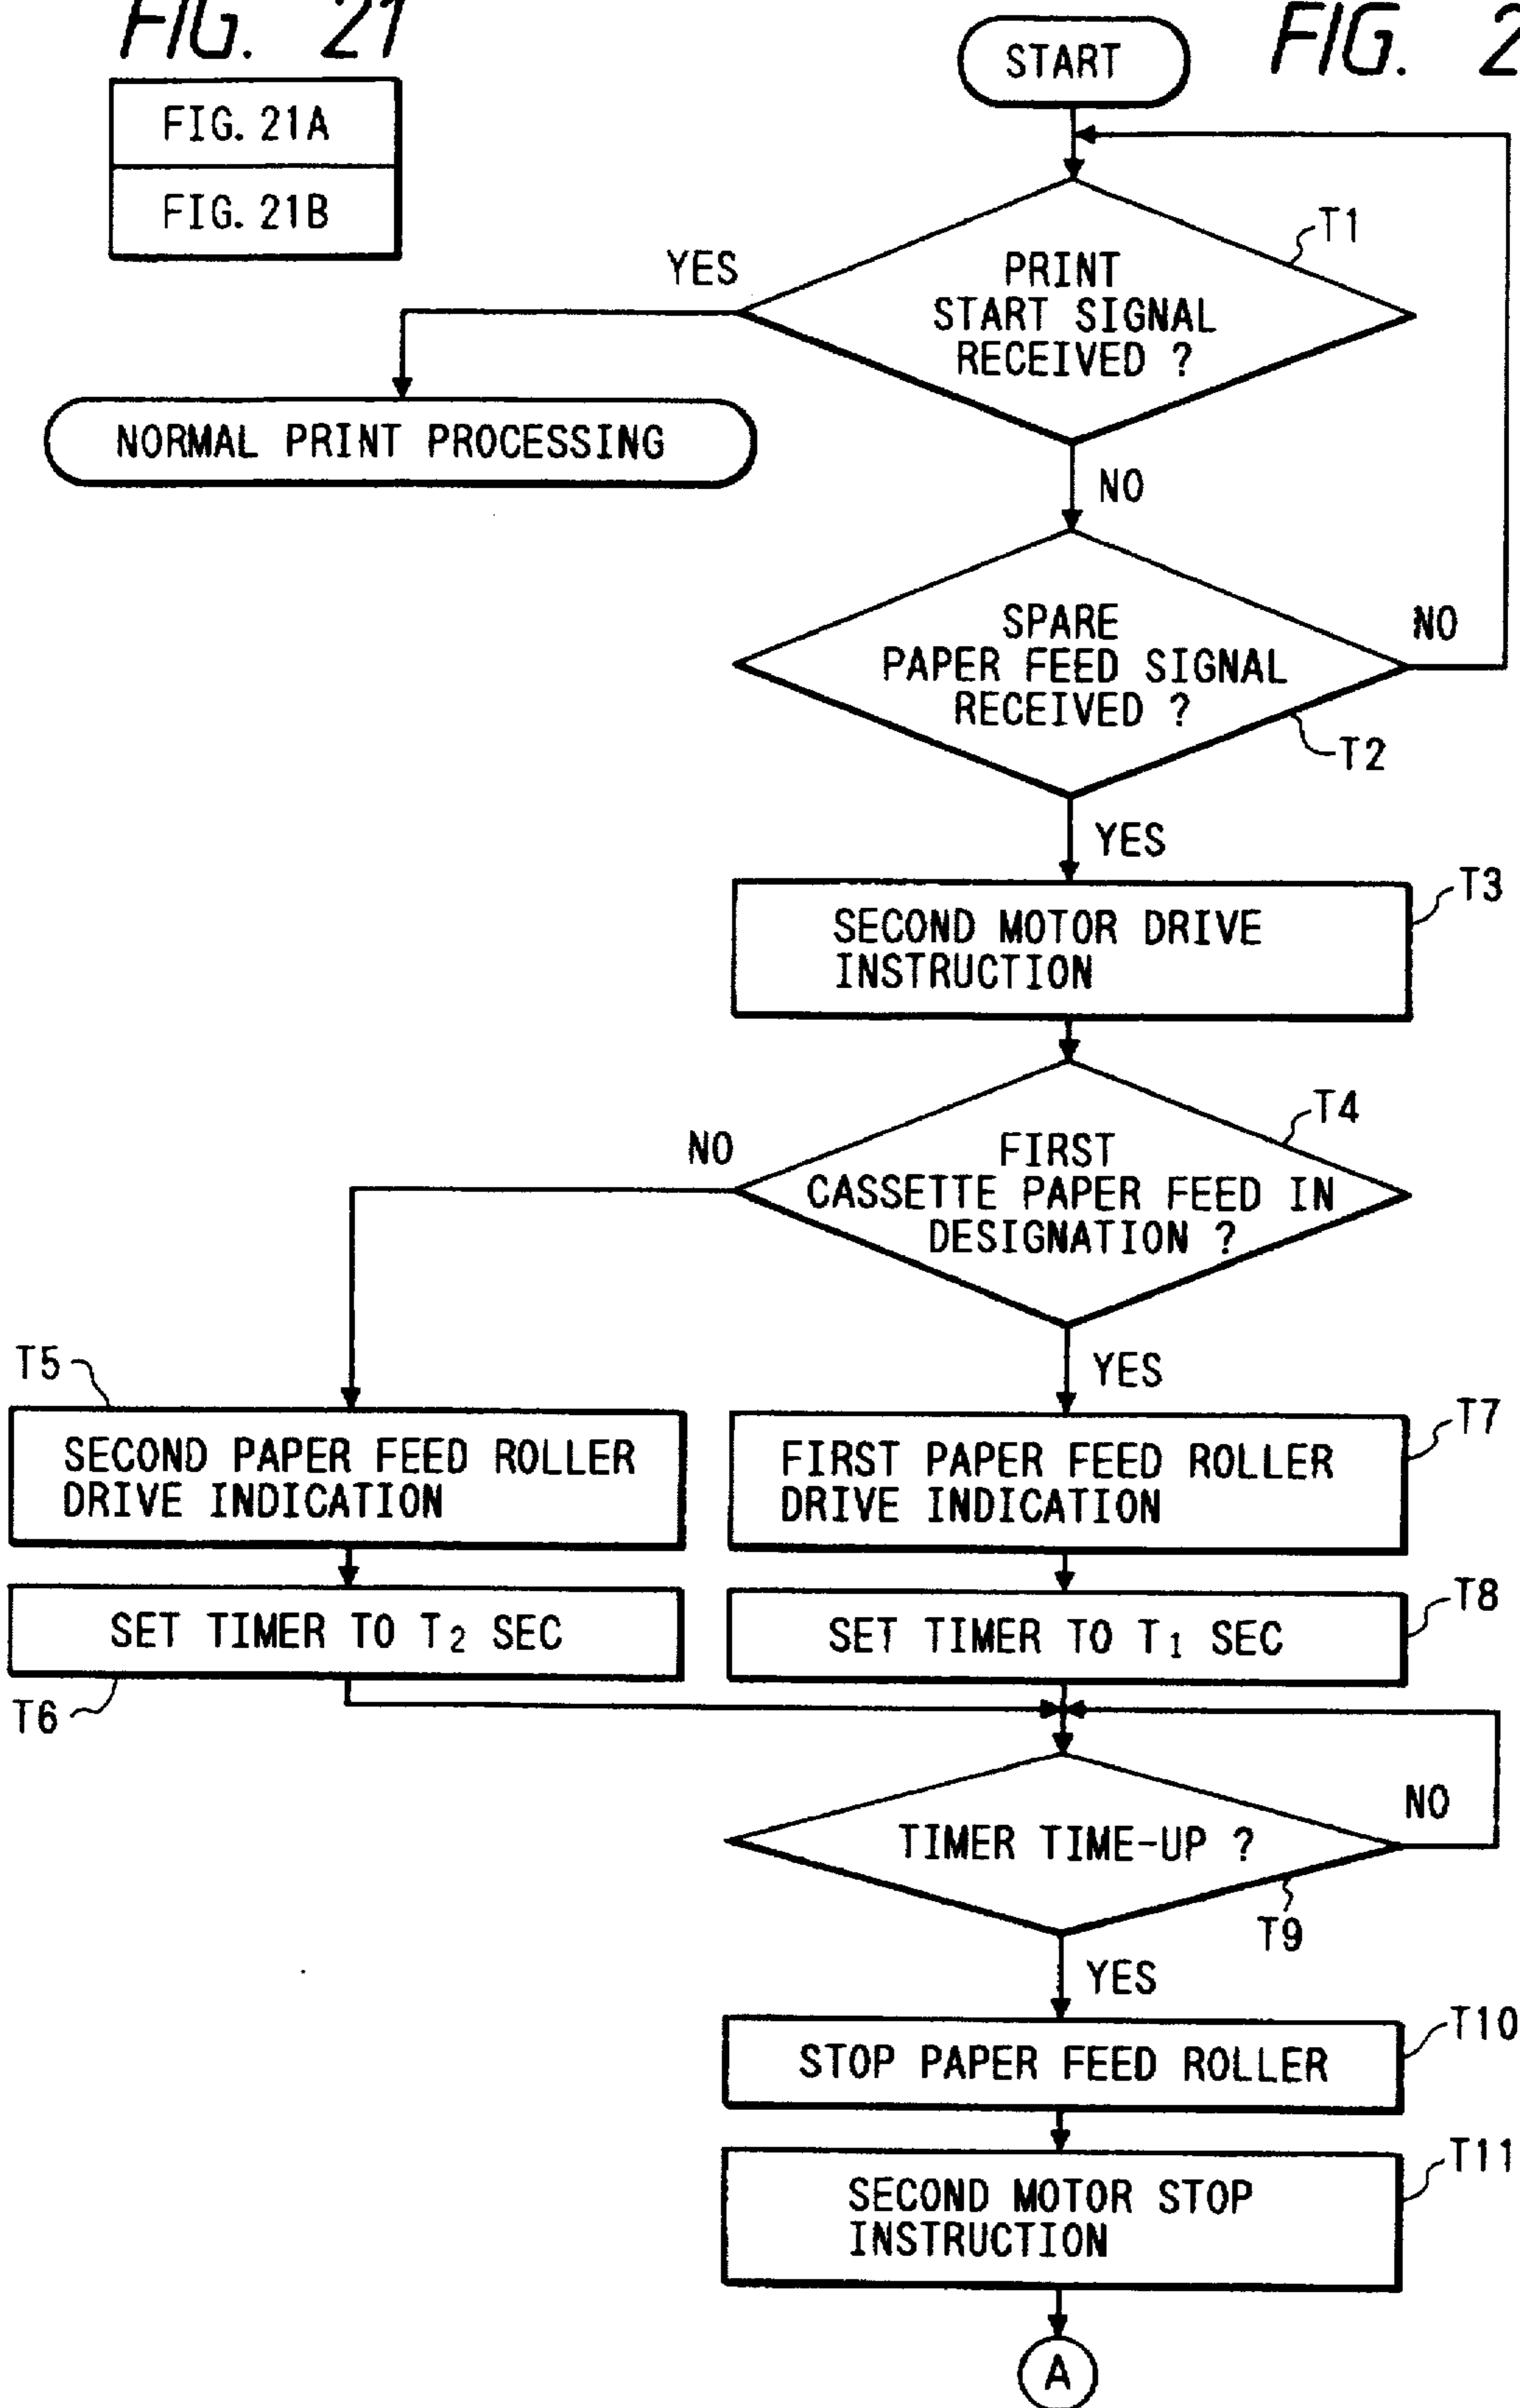 FIG. 21
FIG. 21A
FIG. 21B
FIG. 2
START
T1
PRINT
START SIGNAL
RECEIVED ?
YES
NORMAL PRINT PROCESSING
NO
SPARE
PAPER FEED SIGNAL
RECEIVED ?
NO
T2
YES
T3
SECOND MOTOR DRIVE
INSTRUCTION
T4
FIRST
CASSETTE PAPER FEED IN
DESIGNATION ?
NO
YES
T5
SECOND PAPER FEED ROLLER
DRIVE INDICATION
T7
FIRST PAPER FEED ROLLER
DRIVE INDICATION
SET TIMER TO T₂ SEC
T6
T8
SET TIMER TO T₁ SEC
TIMER TIME-UP ?
NO
T9
YES
T10
STOP PAPER FEED ROLLER
T11
SECOND MOTOR STOP
INSTRUCTION
A